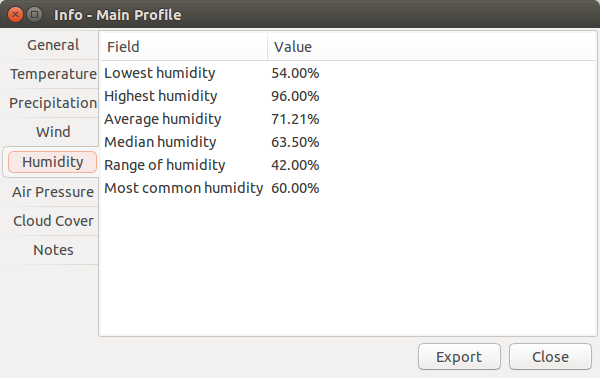 Info - Main Profile
General
Temperature
Precipitation
Wind
Humidity
Air Pressure
Cloud Cover
Notes
Field Value
Lowest humidity 54.00%
Highest humidity 96.00%
Average humidity 71.21%
Median humidity 63.50%
Range of humidity 42.00%
Most common humidity 60.00%
Export Close